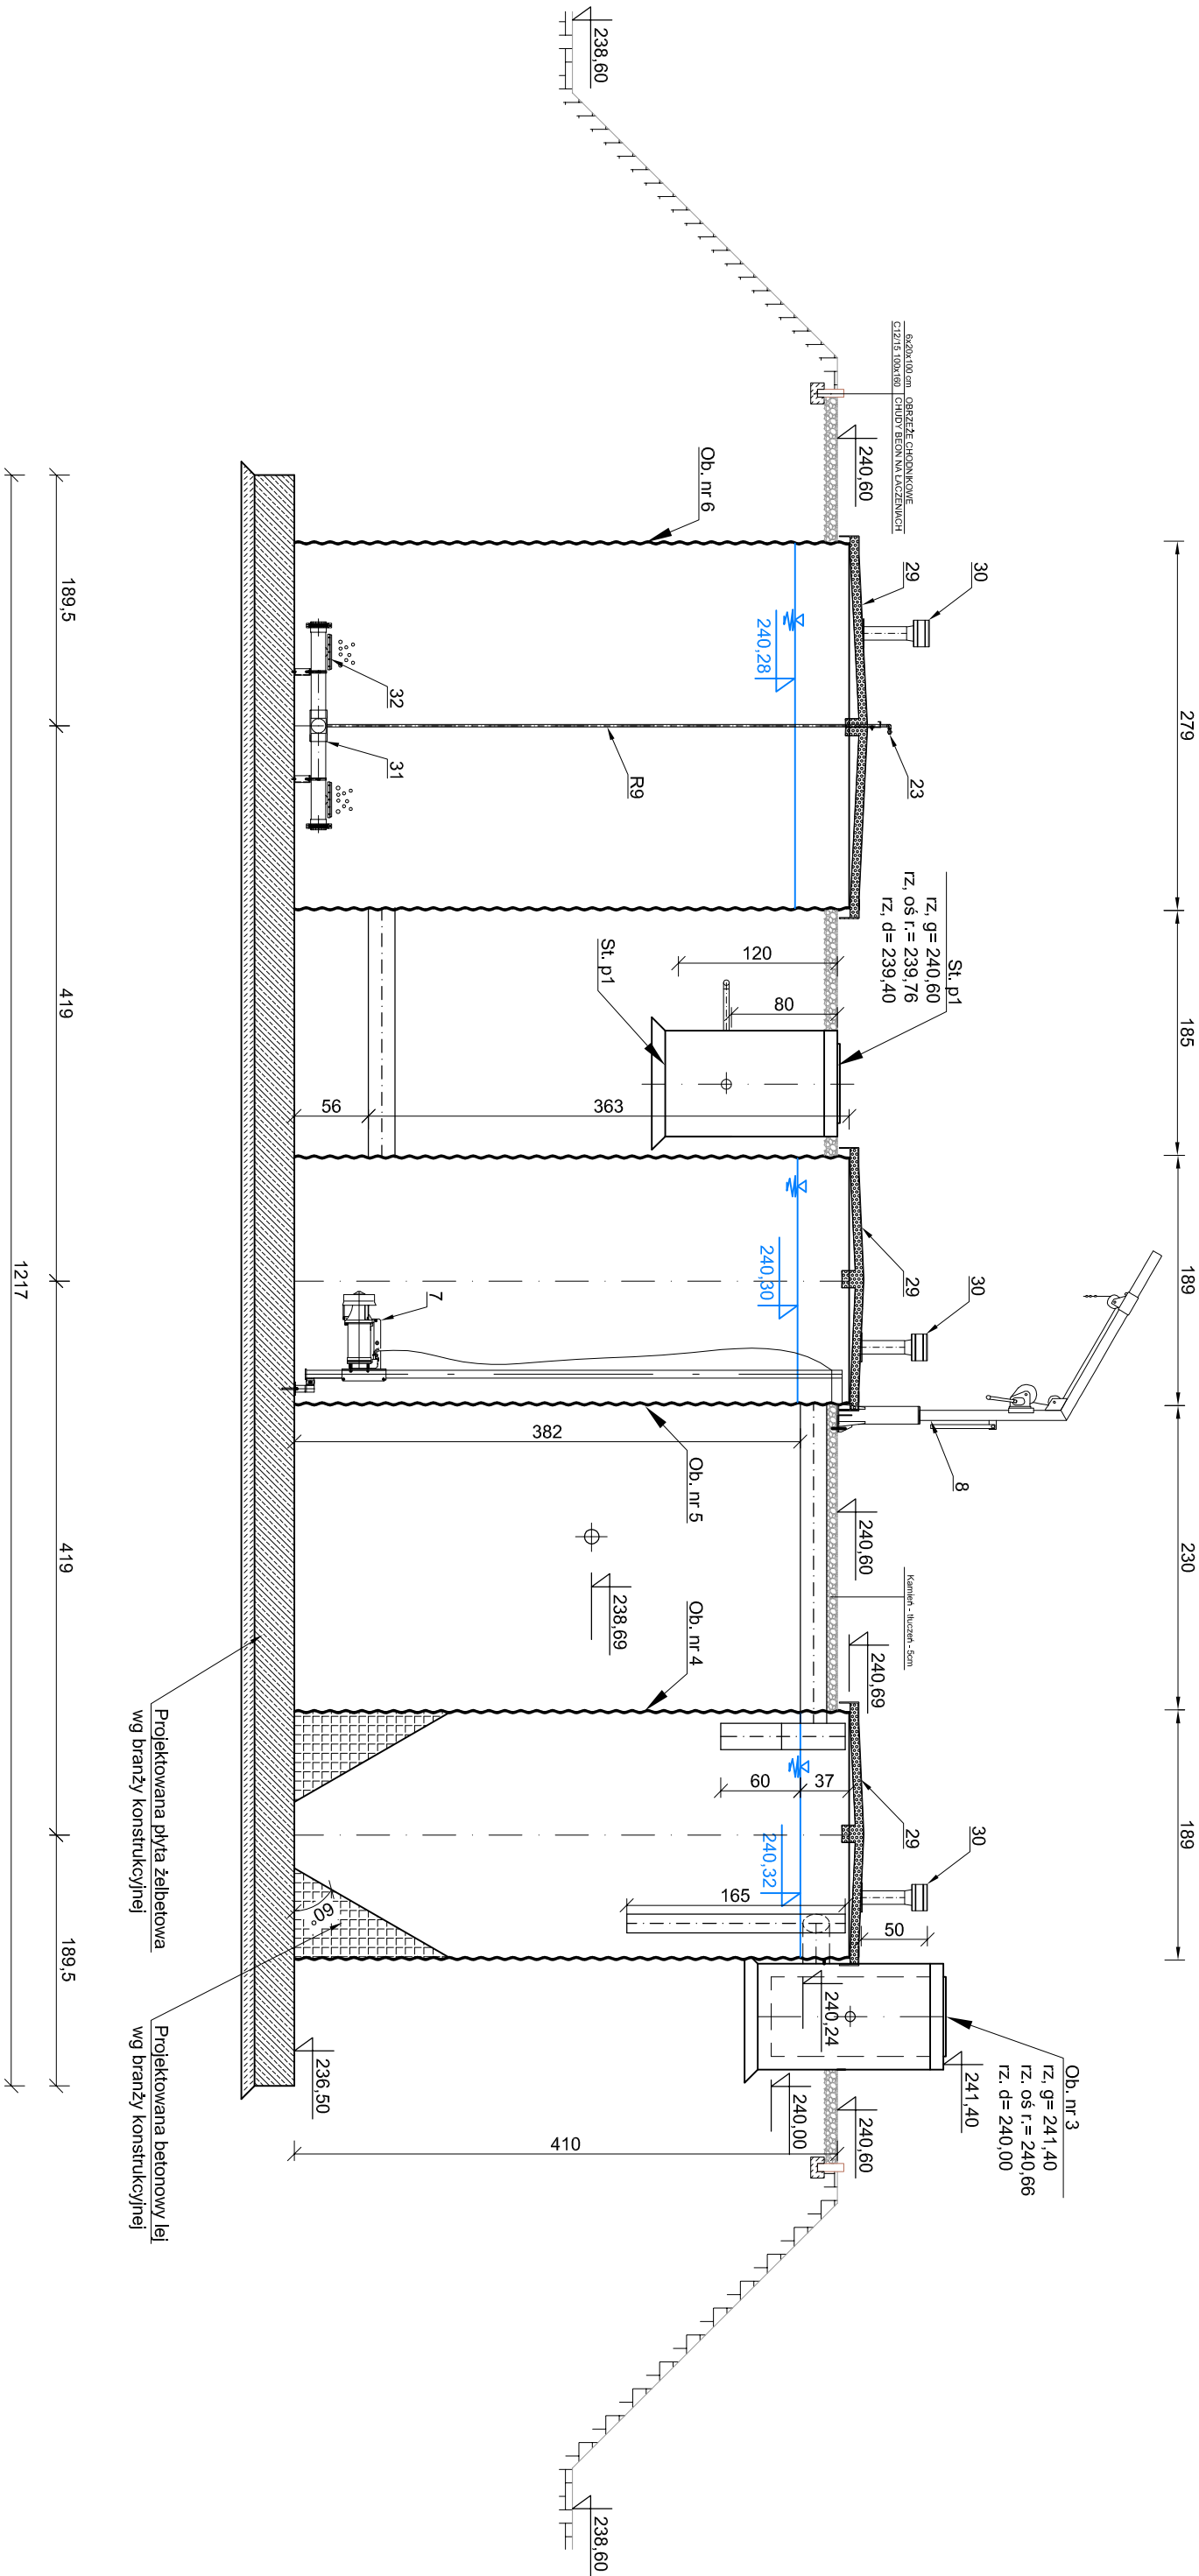 279
185
189
230
189
30
29
23
30
29
8
30
29
238,60
6x20x100 cm OBRZEŻE CHODNIKOWE
C12/15 100x160 CHUDY BEON NA ŁACZENIACH
240,60
St. p1
rz, g= 240,60
rz, oś r.= 239,76
rz, d= 239,40
240,60
Kamień - tłuczeń - 5cm
240,69
50
Ob. nr 3
rz, g= 241,40
rz. oś r.= 240,66
rz. d= 240,00
241,40
240,60
240,00
240,24
240,28
240,30
240,32
37
60
165
120
80
St. p1
Ob. nr 6
R9
32
31
363
56
7
382
Ob. nr 5
238,69
Ob. nr 4
60°
410
236,50
238,60
Projektowana płyta żelbetowa
wg branży konstrukcyjnej
Projektowana betonowy lej
wg branży konstrukcyjnej
189,5
419
419
189,5
1217